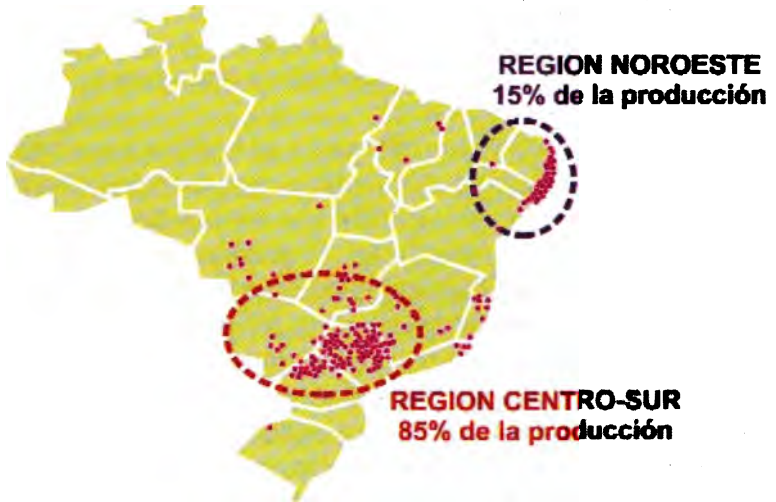 REGION NOROESTE
15% de la producción
REGION CENTRO-SUR
85% de la producción